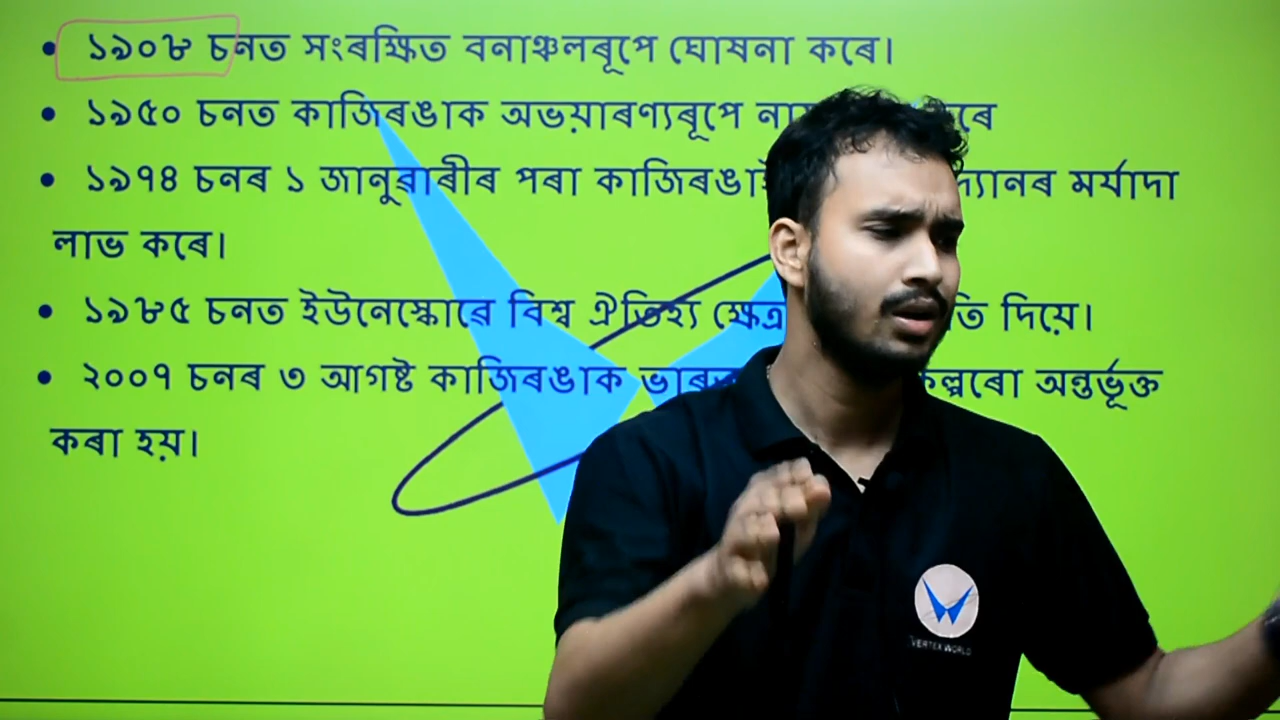 • ১৯০৮ চনত সংৰক্ষিত বনাঞ্চলৰূপে ঘোষনা কৰে।
• ১৯৫০ চনত কাজিৰঙাক অভয়াৰণ্যৰূপে
• ১৯৭৪ চনৰ ১ জানুৱাৰীৰ পৰা মৰ্যাদা
লাভ কৰে।
• ১৯৮৫ চনত ইউনেস্কোৱে বিশ্ব ঐতিহ্য ক্ষেত্ৰ দিয়ে।
• ২০০৭ চনৰ ৩ আগষ্ট কাজিৰঙাক অন্তৰ্ভূক্ত
কৰা হয়।
VERTEX WORLD